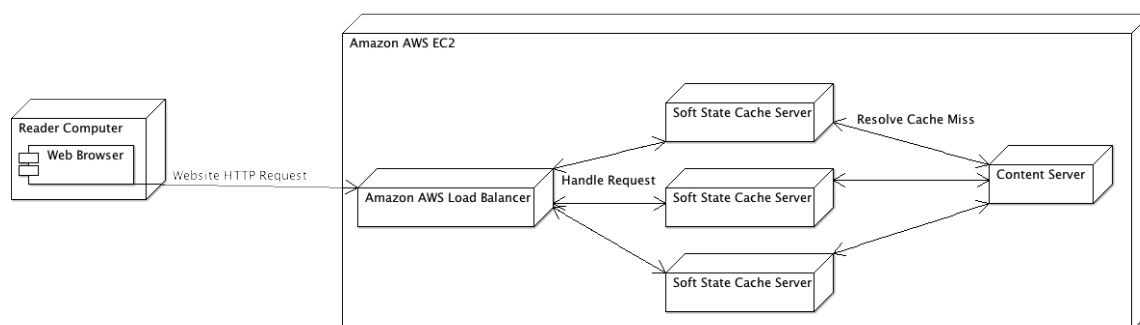 Amazon AWS EC2
Soft State Cache Server
Resolve Cache Miss
Reader Computer
Web Browser
Website HTTP Request
Handle Request
Content Server
Amazon AWS Load Balancer
Soft State Cache Server
Soft State Cache Server